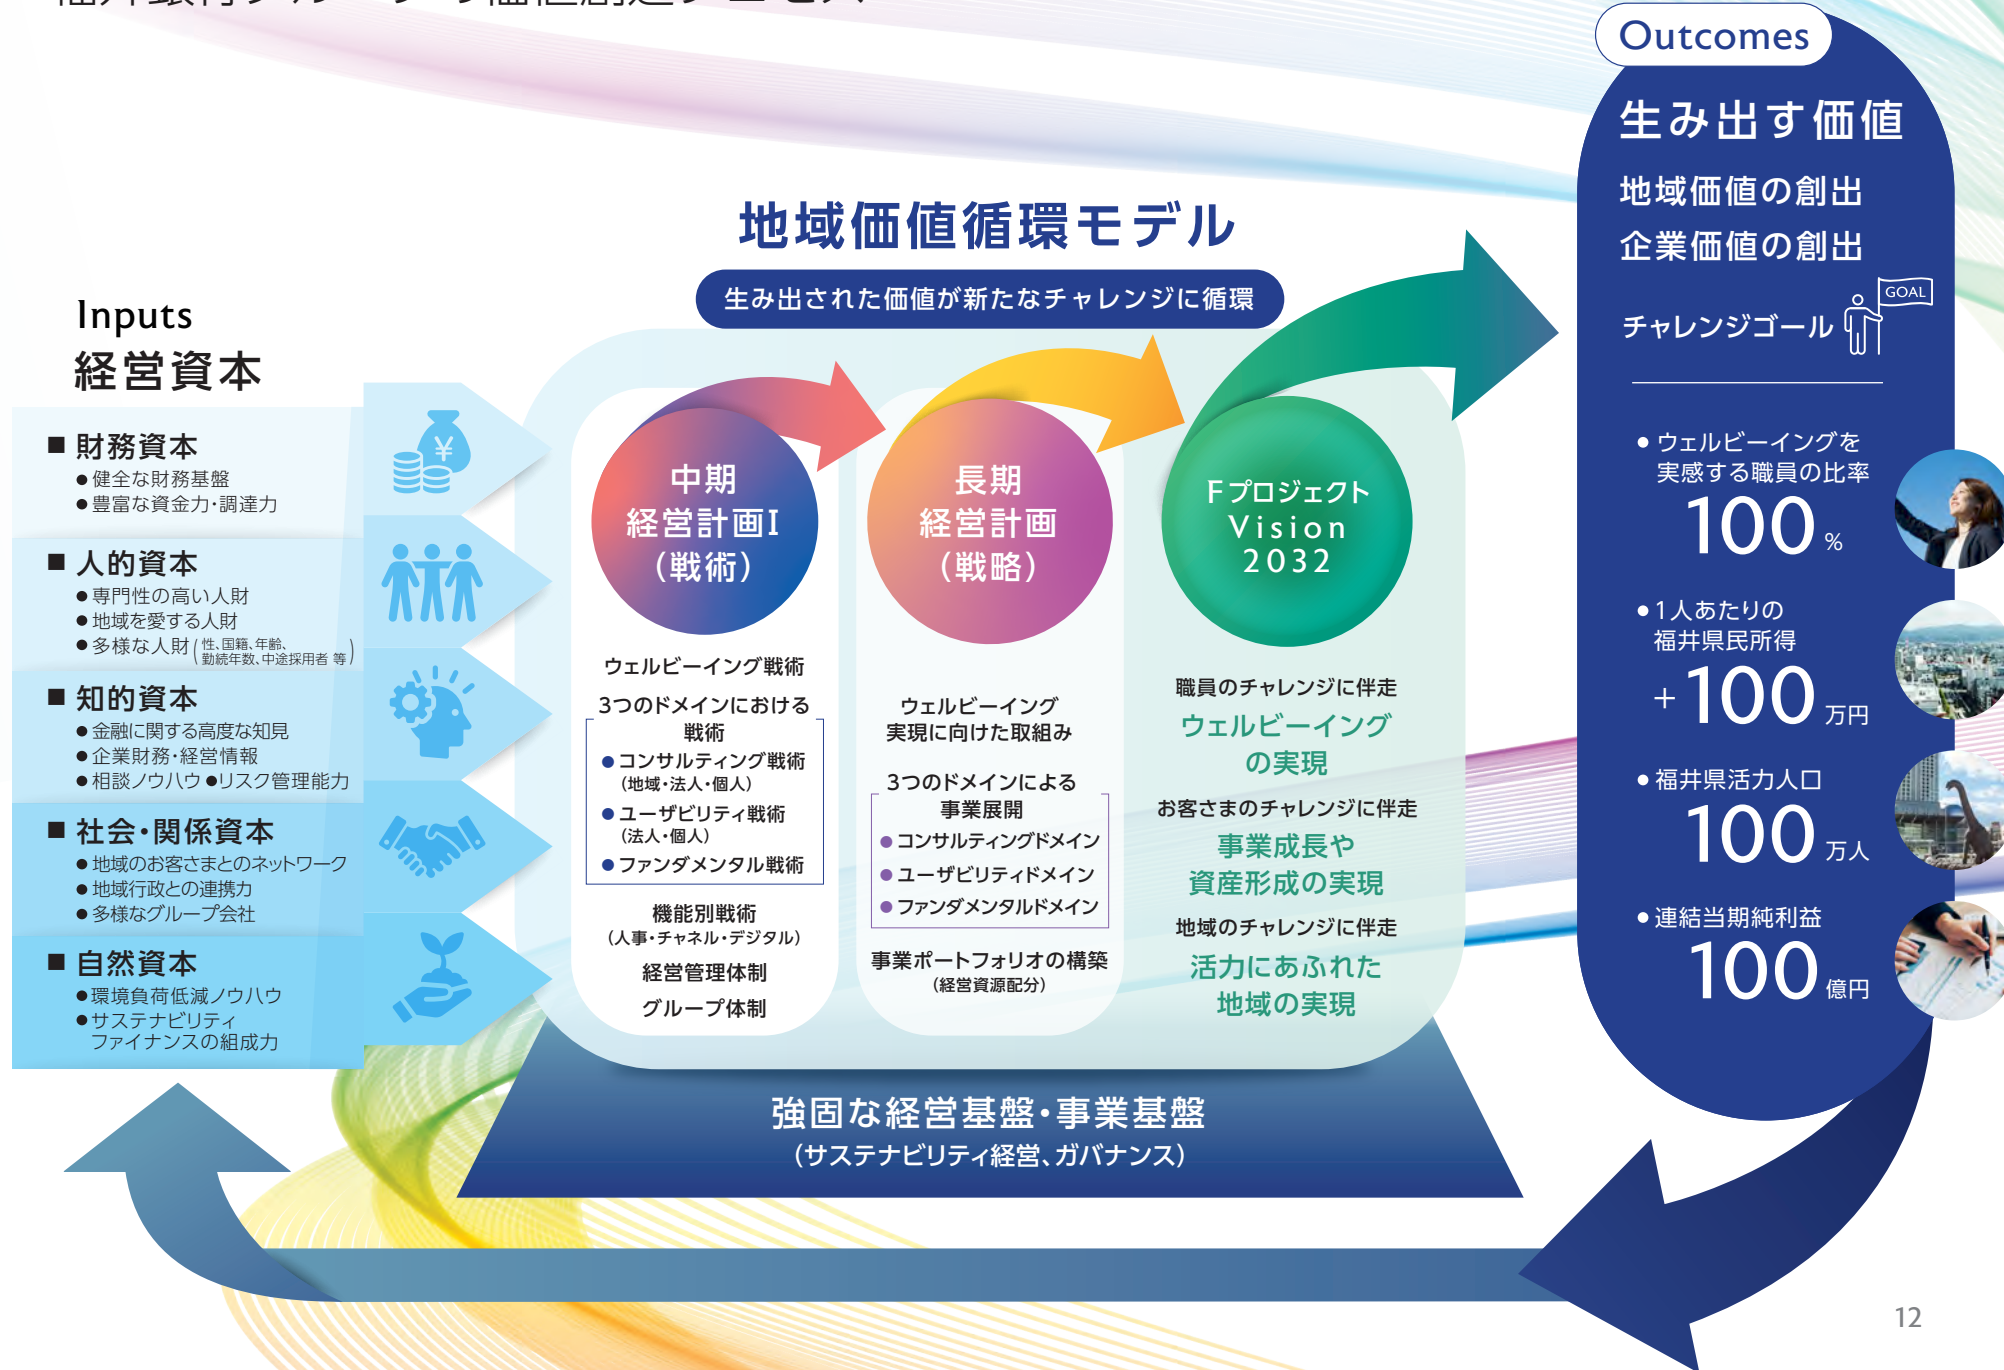 Inputs
経営資本
■ 財務資本
●健全な財務基盤
●豊富な資金力・調達力
■ 人的資本
●専門性の高い人財
●地域を愛する人財
●多様な人財(性、国籍、年齢、
勤続年数、中途採用者 等)
■ 知的資本
●金融に関する高度な知見
●企業財務・経営情報
●相談ノウハウ ●リスク管理能力
■ 社会・関係資本
●地域のお客さまとのネットワーク
●地域行政との連携力
●多様なグループ会社
■ 自然資本
●環境負荷低減ノウハウ
●サステナビリティ
ファイナンスの組成力
¥
地域価値循環モデル
生み出された価値が新たなチャレンジに循環
中期
経営計画I
(戦術)
ウェルビーイング戦術
3つのドメインにおける
戦術
●コンサルティング戦術
(地域・法人・個人)
●ユーザビリティ戦術
(法人・個人)
●ファンダメンタル戦術
機能別戦術
(人事・チャネル・デジタル)
経営管理体制
グループ体制
長期
経営計画
(戦略)
ウェルビーイング
実現に向けた取組み
3つのドメインによる
事業展開
●コンサルティングドメイン
●ユーザビリティドメイン
●ファンダメンタルドメイン
事業ポートフォリオの構築
(経営資源配分)
Fプロジェクト
Vision
2032
職員のチャレンジに伴走
ウェルビーイング
の実現
お客さまのチャレンジに伴走
事業成長や
資産形成の実現
地域のチャレンジに伴走
活力にあふれた
地域の実現
強固な経営基盤・事業基盤
(サステナビリティ経営、ガバナンス)
Outcomes
生み出す価値
地域価値の創出
企業価値の創出
チャレンジゴール
GOAL
●ウェルビーイングを
実感する職員の比率
100%
●1人あたりの
福井県民所得
+100万円
●福井県活力人口
100万人
●連結当期純利益
100億円
12